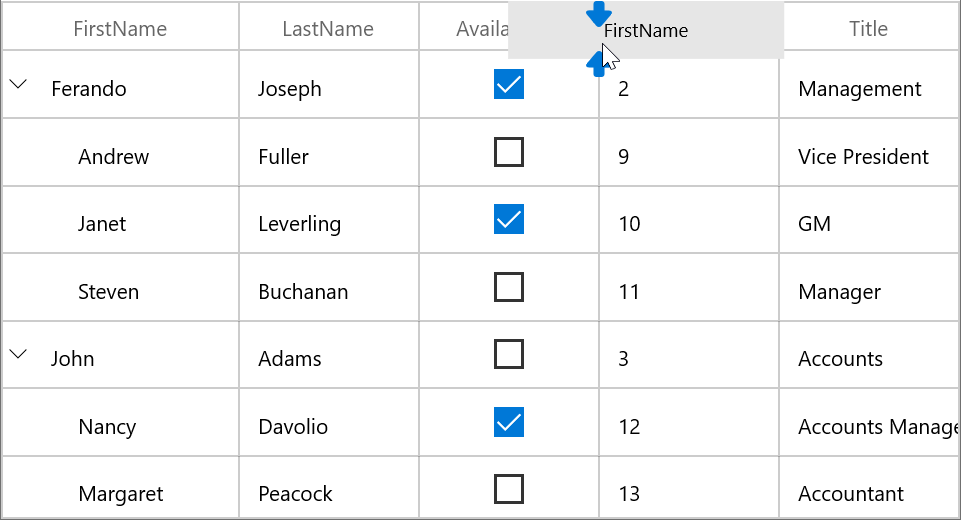 FirstName LastName Availa FirstName Title
Ferando Joseph 2 Management
Andrew Fuller 9 Vice President
Janet Leverling 10 GM
Steven Buchanan 11 Manager
John Adams 3 Accounts
Nancy Davolio 12 Accounts Manage
Margaret Peacock 13 Accountant